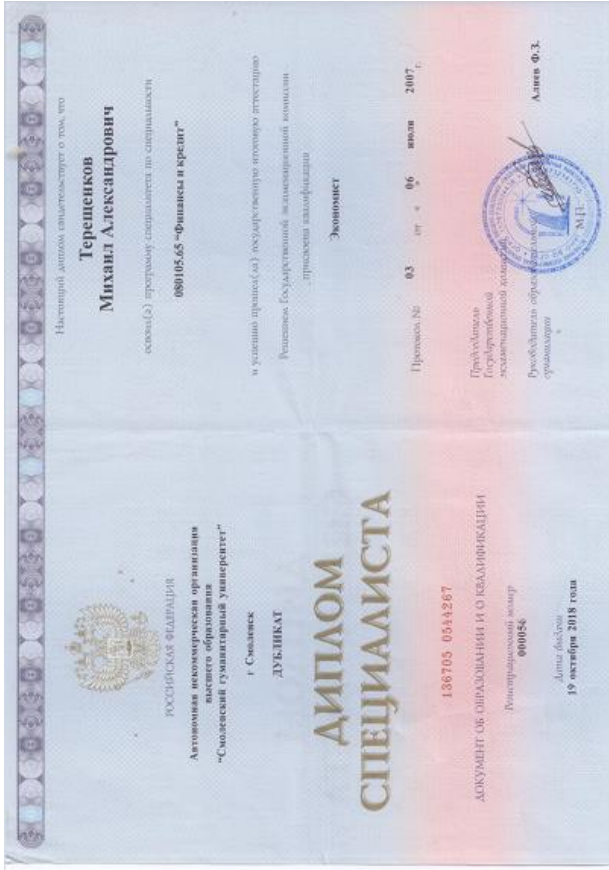 РОССИЙСКАЯ ФЕДЕРАЦИЯ
Автономная некоммерческая организация
высшего образования
"Смоленский гуманитарный университет"
г Смоленск
ДУБЛИКАТ
ДИПЛОМ
СПЕЦИАЛИСТА
136705 0544267
ДОКУМЕНТ ОБ ОБРАЗОВАНИИ И О КВАЛИФИКАЦИИ
Регистрационный номер
000056
Дата выдачи
19 октября 2018 года
Настоящий диплом свидетельствует о том, что
Терещенков
Михаил Александрович
освоил(а) программу специалитета по специальности
080105.65 "Финансы и кредит"
и успешно прошел(ла) государственную итоговую аттестацию
Решением Государственной экзаменационной комиссии
присвоена квалификация
Экономист
Протокол № 03 от « 06 » июля 2007 г.
Председатель
Государственной
экзаменационной комиссии
Руководитель образовательной
организации
Алиев Ф.З.
М.П.